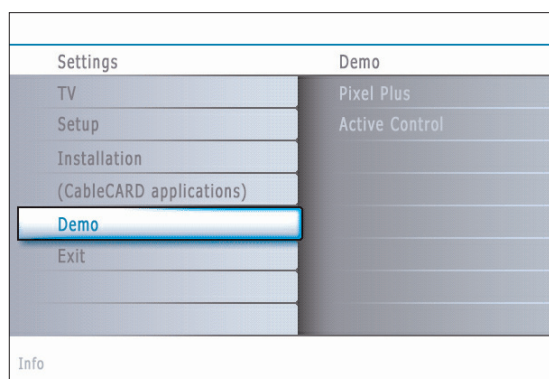 Settings
Demo
TV
Setup
Installation
(CableCARD applications)
Demo
Exit
Pixel Plus
Active Control
Info